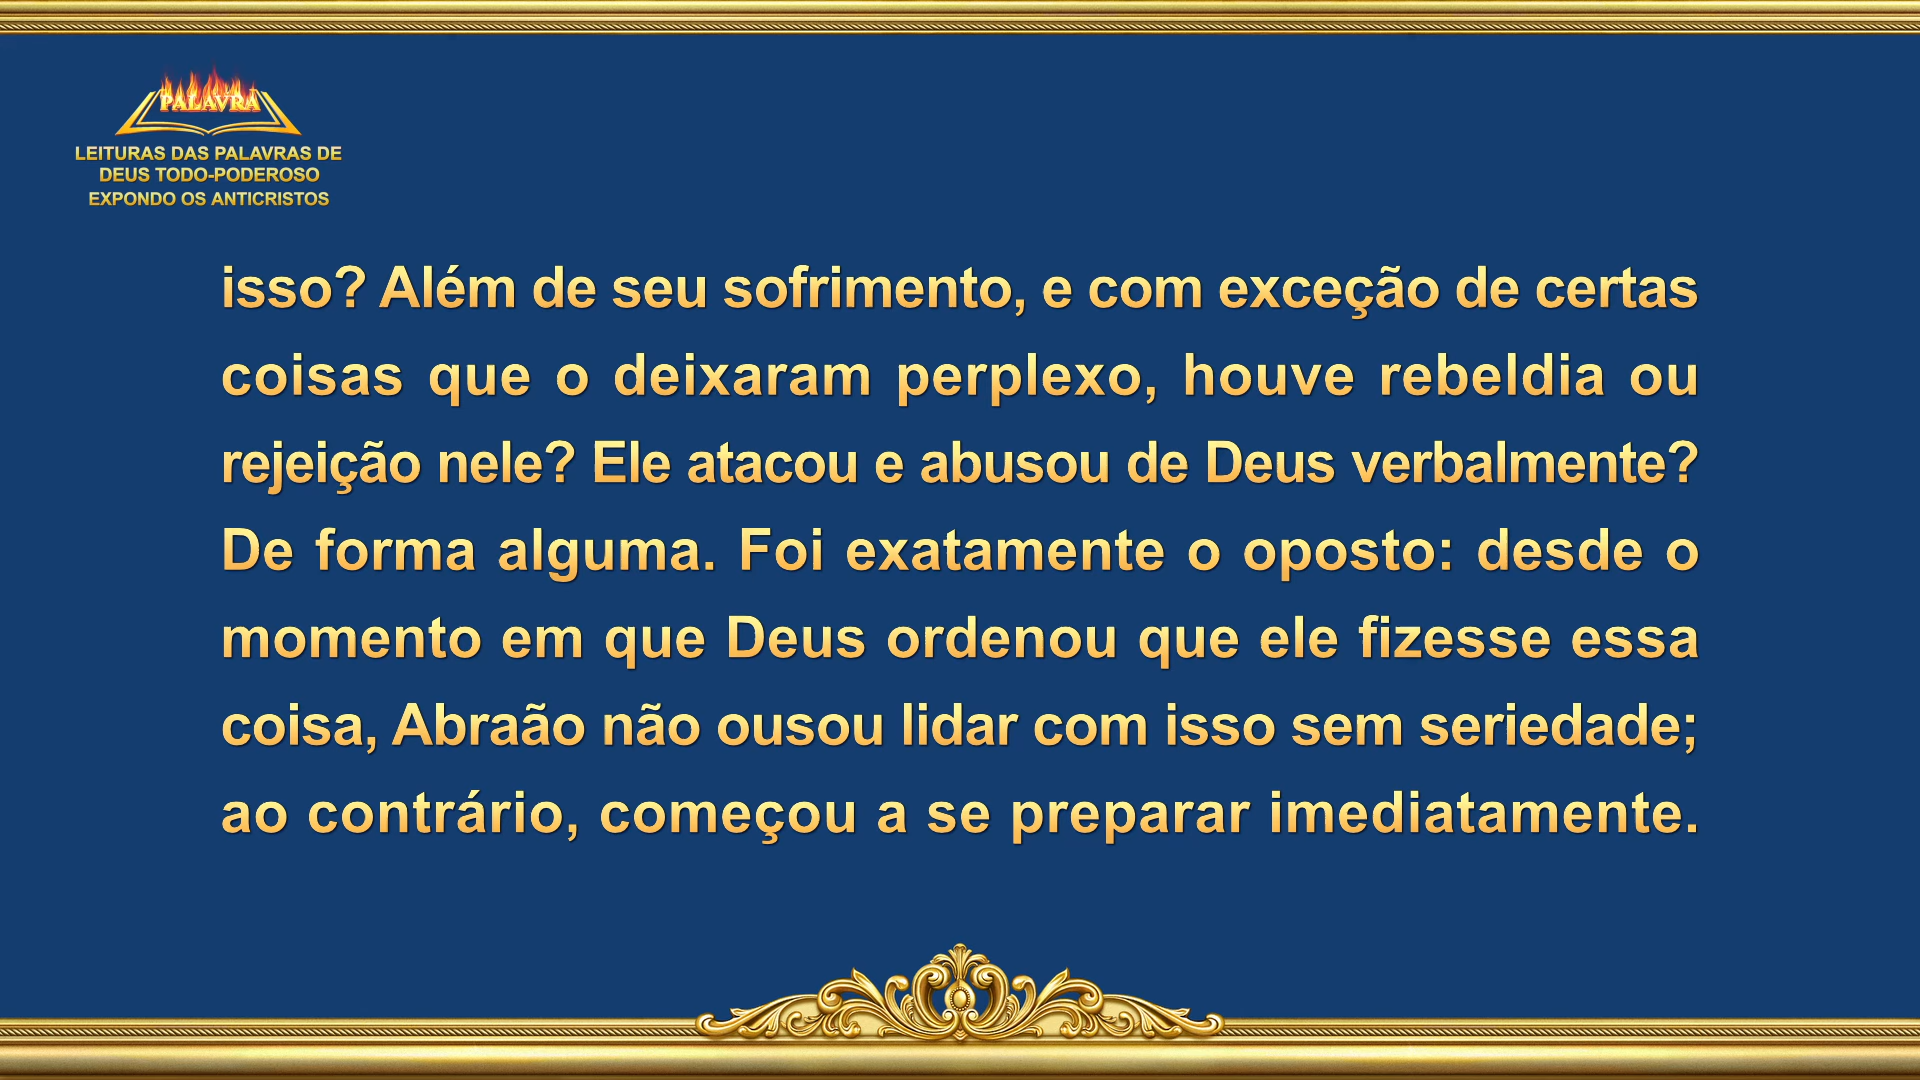 PALAVRA
LEITURAS DAS PALAVRAS DE
DEUS TODO-PODEROSO
EXPONDO OS ANTICRISTOS
isso? Além de seu sofrimento, e com exceção de certas
coisas que o deixaram perplexo, houve rebeldia ou
rejeição nele? Ele atacou e abusou de Deus verbalmente?
De forma alguma. Foi exatamente o oposto: desde o
momento em que Deus ordenou que ele fizesse essa
coisa, Abraão não ousou lidar com isso sem seriedade;
ao contrário, começou a se preparar imediatamente.